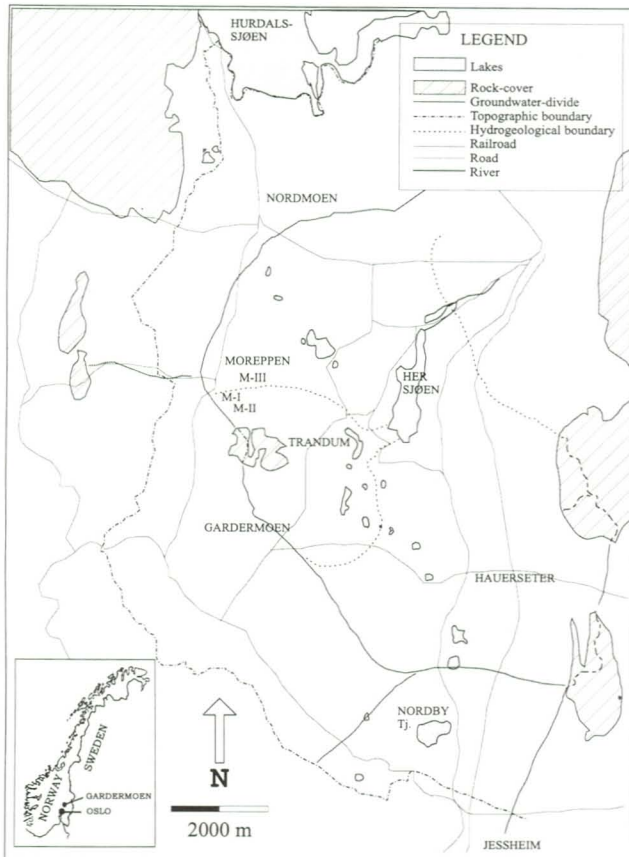 HURDALS-
SJØEN
LEGEND
Lakes
Rock-cover
Groundwater-divide
Topographic boundary
Hydrogeological boundary
Railroad
Road
River
NORDMOEN
MOREPPEN
M-III
M-I
M-II
HER
SJØEN
TRANDUM
GARDERMOEN
HAUERSETER
NORDBY
Tj.
NORWAY
SWEDEN
GARDERMOEN
OSLO
N
2000 m
JESSHEIM